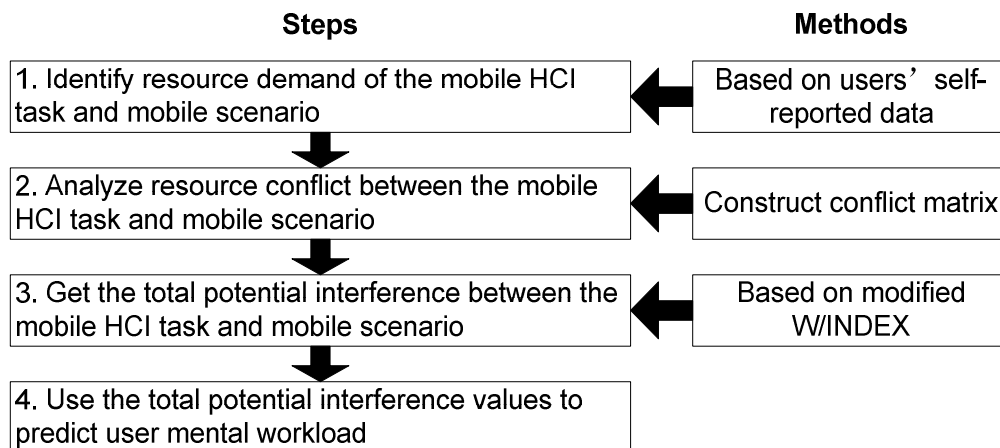 Steps
Methods
1. Identify resource demand of the mobile HCI
task and mobile scenario
Based on users’ self-
reported data
2. Analyze resource conflict between the mobile
HCI task and mobile scenario
Construct conflict matrix
3. Get the total potential interference between the
mobile HCI task and mobile scenario
Based on modified
W/INDEX
4. Use the total potential interference values to
predict user mental workload